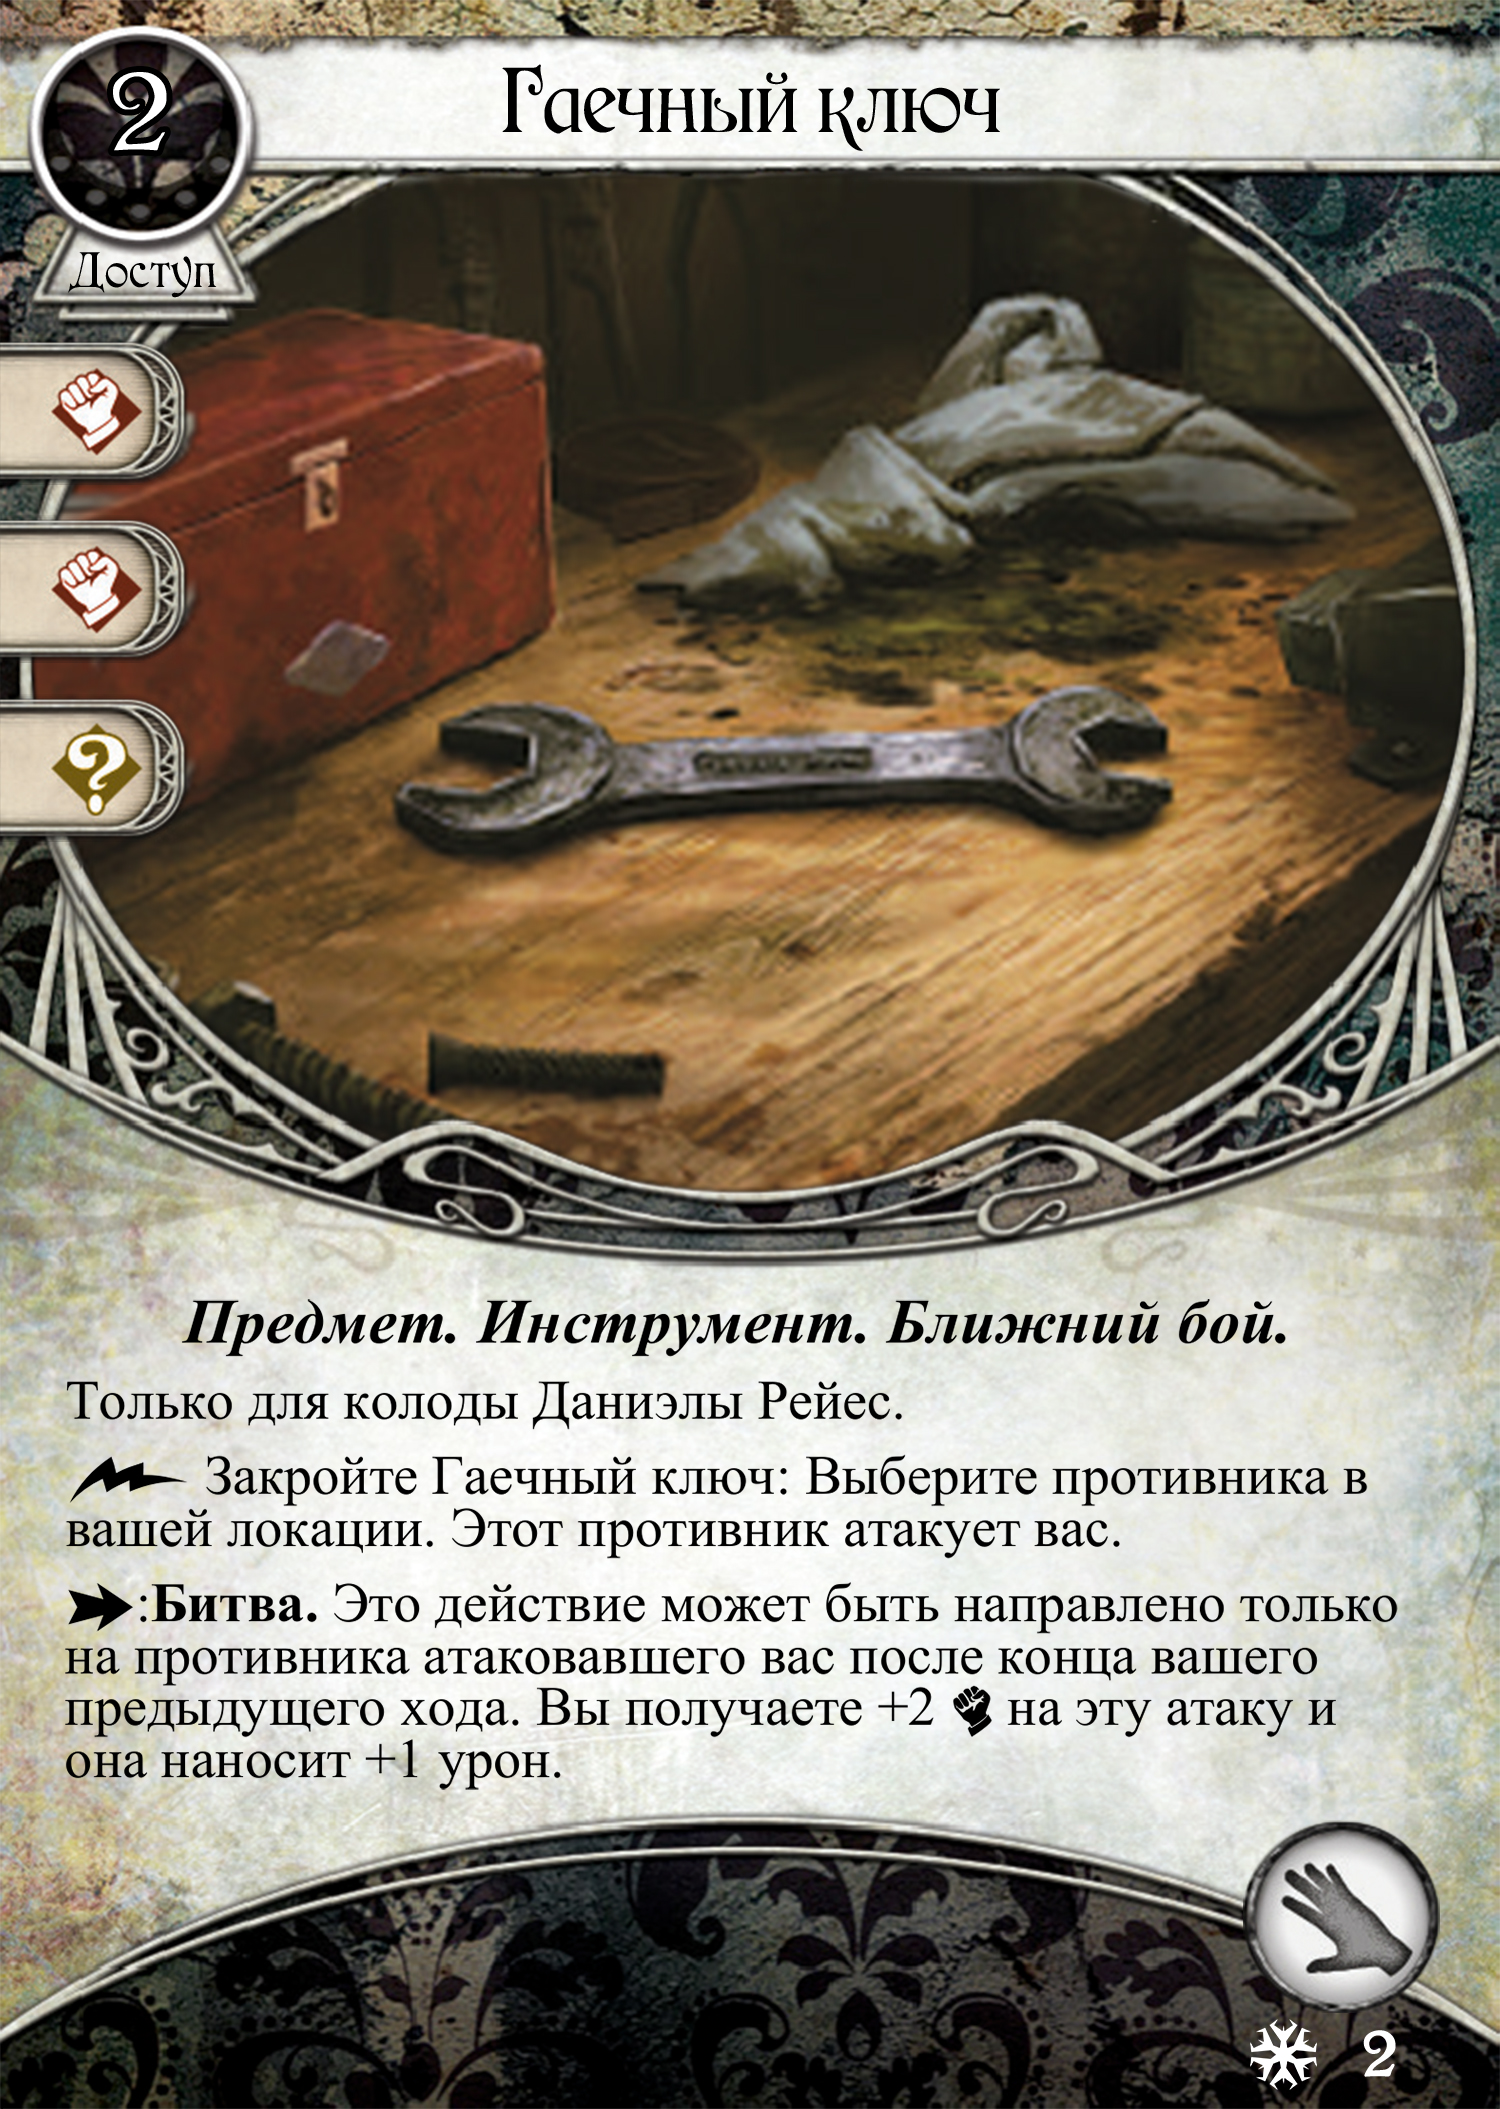 2
Гаечный ключ
Доступ
Предмет. Инструмент. Ближний бой.
Только для колоды Даниэлы Рейес.
Закройте Гаечный ключ: Выберите противника в
вашей локации. Этот противник атакует вас.
:Битва. Это действие может быть направлено только
на противника атаковавшего вас после конца вашего
предыдущего хода. Вы получаете +2 на эту атаку и
она наносит +1 урон.
2